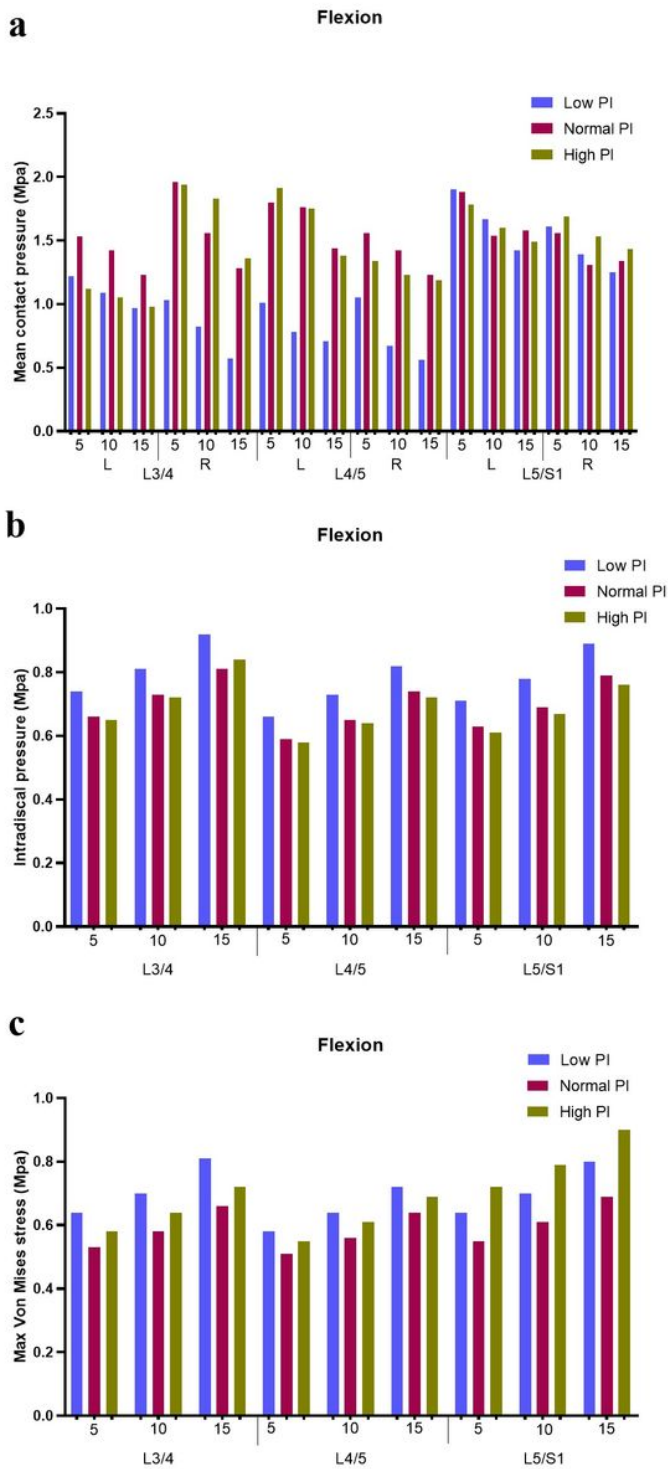 a
Flexion
Low PI
Normal PI
High PI
Mean contact pressure (Mpa)
2.5
2.0
1.5
1.0
0.5
0.0
5 10 15 5 10 15 5 10 15 5 10 15 5 10 15 5 10 15
L R L R L R
L3/4 L4/5 L5/S1
b
Flexion
Low PI
Normal PI
High PI
Intradiscal pressure (Mpa)
1.0
0.8
0.6
0.4
0.2
0.0
5 10 15 5 10 15 5 10 15
L3/4 L4/5 L5/S1
c
Flexion
Low PI
Normal PI
High PI
Max Von Mises stress (Mpa)
1.0
0.8
0.6
0.4
0.2
0.0
5 10 15 5 10 15 5 10 15
L3/4 L4/5 L5/S1